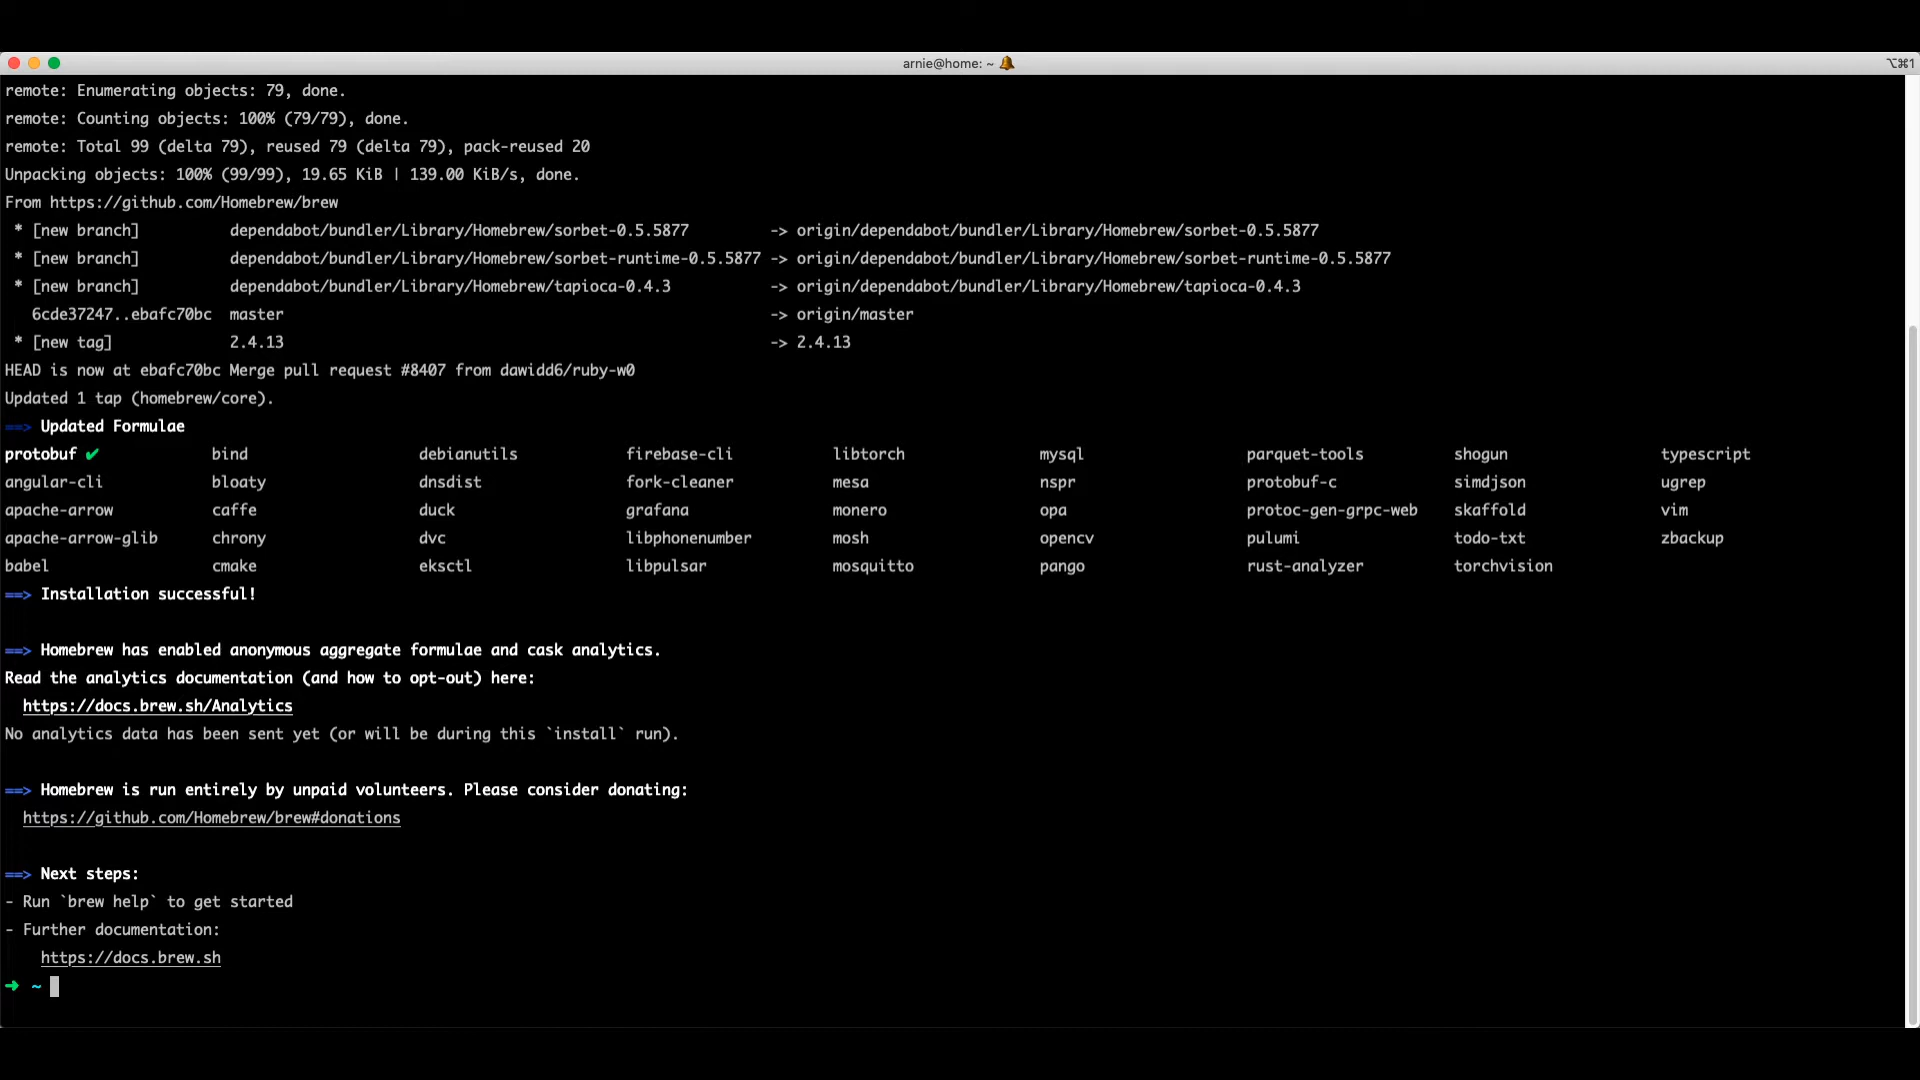 arnie@home: ~ 🔔
⌥⌘1
remote: Enumerating objects: 79, done.
remote: Counting objects: 100% (79/79), done.
remote: Total 99 (delta 79), reused 79 (delta 79), pack-reused 20
Unpacking objects: 100% (99/99), 19.65 KiB | 139.00 KiB/s, done.
From https://github.com/Homebrew/brew
 * [new branch]          dependabot/bundler/Library/Homebrew/sorbet-0.5.5877         -> origin/dependabot/bundler/Library/Homebrew/sorbet-0.5.5877
 * [new branch]          dependabot/bundler/Library/Homebrew/sorbet-runtime-0.5.5877 -> origin/dependabot/bundler/Library/Homebrew/sorbet-runtime-0.5.5877
 * [new branch]          dependabot/bundler/Library/Homebrew/tapioca-0.4.3           -> origin/dependabot/bundler/Library/Homebrew/tapioca-0.4.3
   6cde37247..ebafc70bc  master                                                      -> origin/master
 * [new tag]             2.4.13                                                      -> 2.4.13
HEAD is now at ebafc70bc Merge pull request #8407 from dawidd6/ruby-w0
Updated 1 tap (homebrew/core).
==> Updated Formulae
protobuf ✔ bind debianutils firebase-cli libtorch mysql parquet-tools shogun typescript
angular-cli bloaty dnsdist fork-cleaner mesa nspr protobuf-c simdjson ugrep
apache-arrow caffe duck grafana monero opa protoc-gen-grpc-web skaffold vim
apache-arrow-glib chrony dvc libphonenumber mosh opencv pulumi todo-txt zbackup
babel cmake eksctl libpulsar mosquitto pango rust-analyzer torchvision
==> Installation successful!
==> Homebrew has enabled anonymous aggregate formulae and cask analytics.
Read the analytics documentation (and how to opt-out) here:
  https://docs.brew.sh/Analytics
No analytics data has been sent yet (or will be during this `install` run).
==> Homebrew is run entirely by unpaid volunteers. Please consider donating:
  https://github.com/Homebrew/brew#donations
==> Next steps:
- Run `brew help` to get started
- Further documentation:
    https://docs.brew.sh
➜ ~